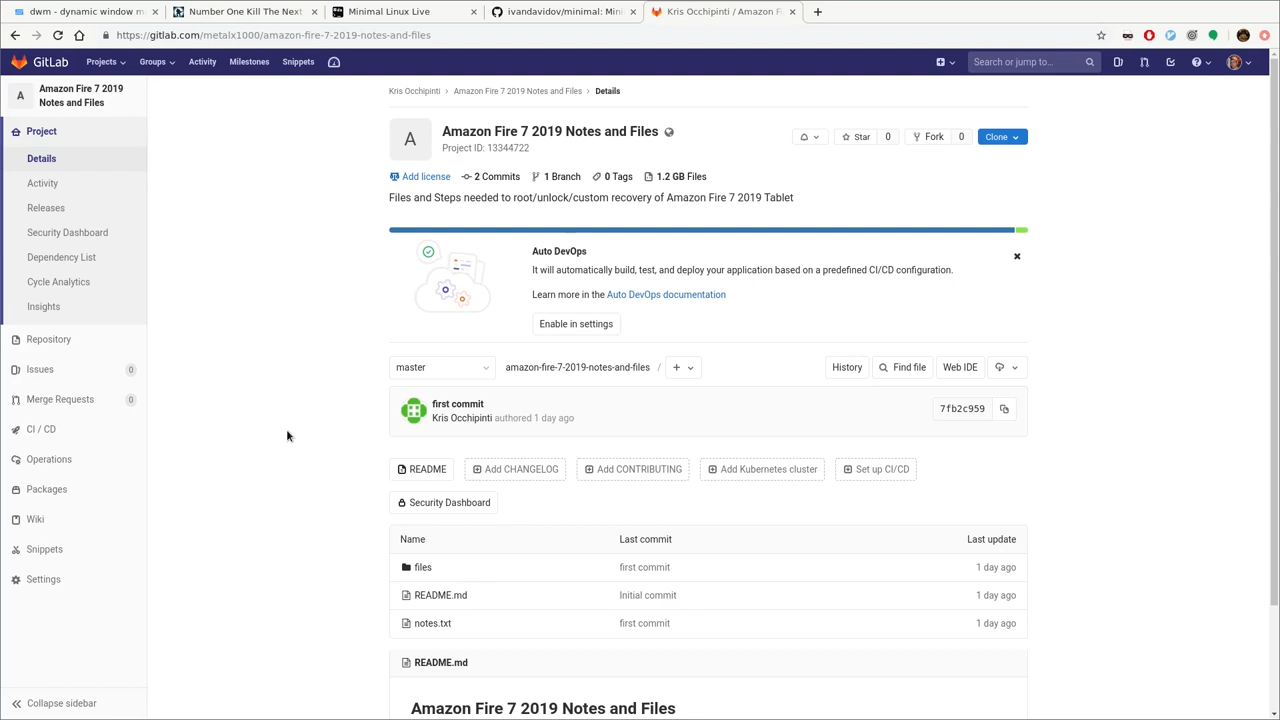 dwm - dynamic window m
Number One Kill The Next
Minimal Linux Live
ivandavidov/minimal: Mini
Kris Occhipinti / Amazon F
https://gitlab.com/metalx1000/amazon-fire-7-2019-notes-and-files
GitLab
Projects
Groups
Activity
Milestones
Snippets
Search or jump to...
A
Amazon Fire 7 2019
Notes and Files
Project
Details
Activity
Releases
Security Dashboard
Dependency List
Cycle Analytics
Insights
Repository
Issues 0
Merge Requests 0
CI / CD
Operations
Packages
Wiki
Snippets
Settings
Collapse sidebar
Kris Occhipinti > Amazon Fire 7 2019 Notes and Files > Details
A
Amazon Fire 7 2019 Notes and Files
Project ID: 13344722
Star 0
Fork 0
Clone
Add license
2 Commits
1 Branch
0 Tags
1.2 GB Files
Files and Steps needed to root/unlock/custom recovery of Amazon Fire 7 2019 Tablet
Auto DevOps
It will automatically build, test, and deploy your application based on a predefined CI/CD configuration.
Learn more in the Auto DevOps documentation
Enable in settings
master
amazon-fire-7-2019-notes-and-files /
History
Find file
Web IDE
first commit
Kris Occhipinti authored 1 day ago
7fb2c959
README
Add CHANGELOG
Add CONTRIBUTING
Add Kubernetes cluster
Set up CI/CD
Security Dashboard
Name Last commit Last update
files first commit 1 day ago
README.md Initial commit 1 day ago
notes.txt first commit 1 day ago
README.md
Amazon Fire 7 2019 Notes and Files